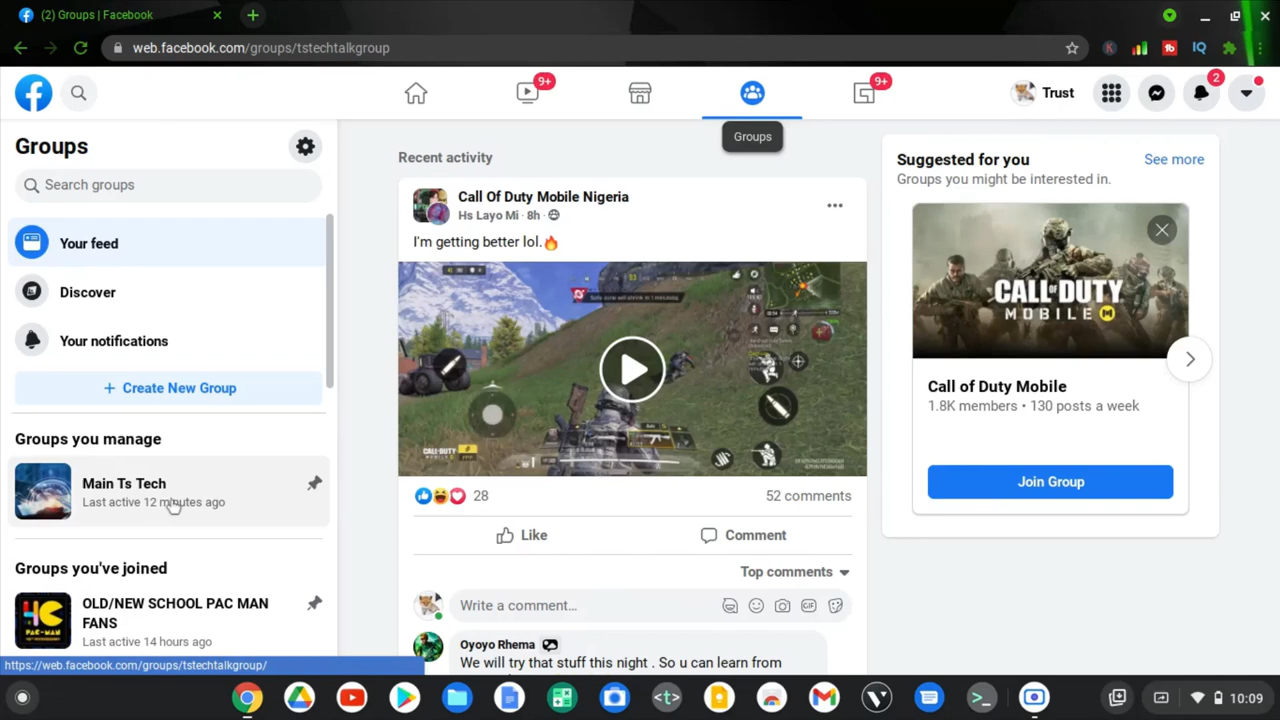 (2) Groups | Facebook
web.facebook.com/groups/tstechtalkgroup
9+
9+
Trust
2
Groups
Groups
Search groups
Your feed
Discover
Your notifications
+ Create New Group
Groups you manage
Main Ts Tech
Last active 12 minutes ago
Groups you've joined
OLD/NEW SCHOOL PAC MAN
FANS
Last active 14 hours ago
https://web.facebook.com/groups/tstechtalkgroup/
Recent activity
Call Of Duty Mobile Nigeria
Hs Layo Mi · 8h ·
I'm getting better lol.🔥
CALL OF DUTY
28
52 comments
Like
Comment
Top comments
Write a comment…
GIF
Oyoyo Rhema
We will try that stuff this night . So u can learn from
Suggested for you
See more
Groups you might be interested in.
CALL OF DUTY
MOBILE
Call of Duty Mobile
1.8K members • 130 posts a week
Join Group
10:09